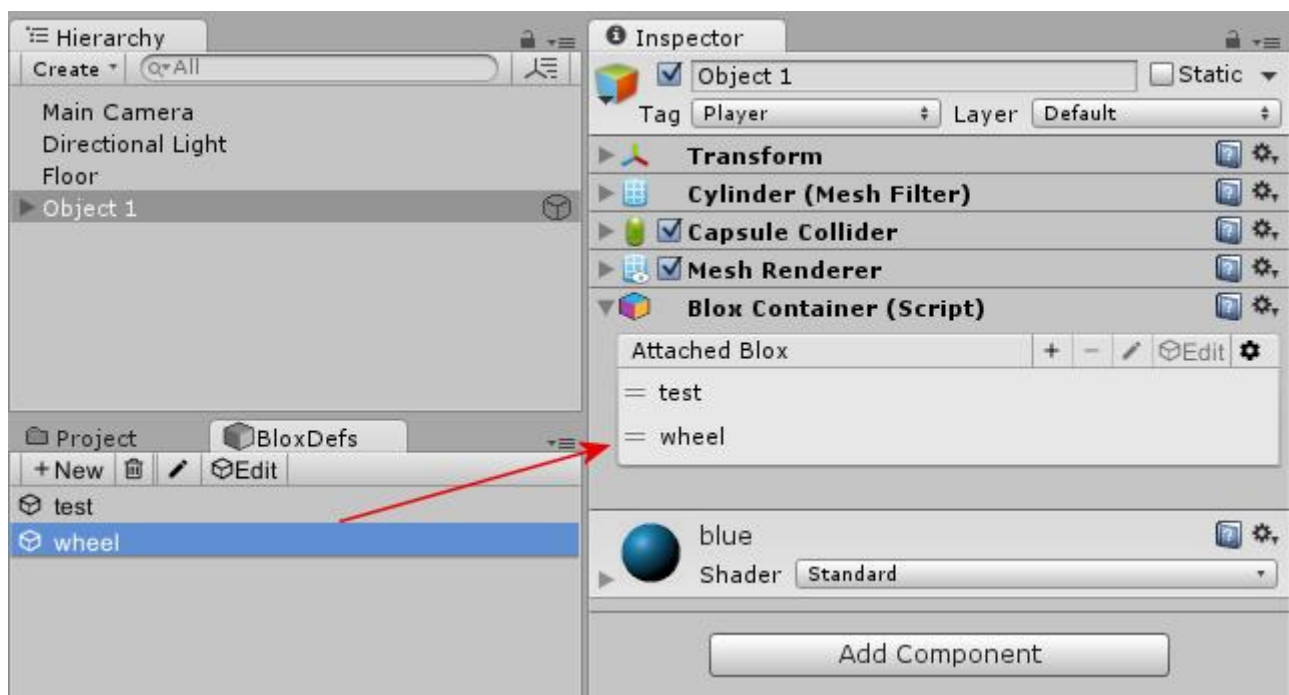 Hierarchy
Create All
Main Camera
Directional Light
Floor
Object 1
Project BloxDefs
+New Edit
test
wheel
Inspector
Object 1 Static
Tag Player Layer Default
Transform
Cylinder (Mesh Filter)
Capsule Collider
Mesh Renderer
Blox Container (Script)
Attached Blox + - Edit
= test
= wheel
blue
Shader Standard
Add Component